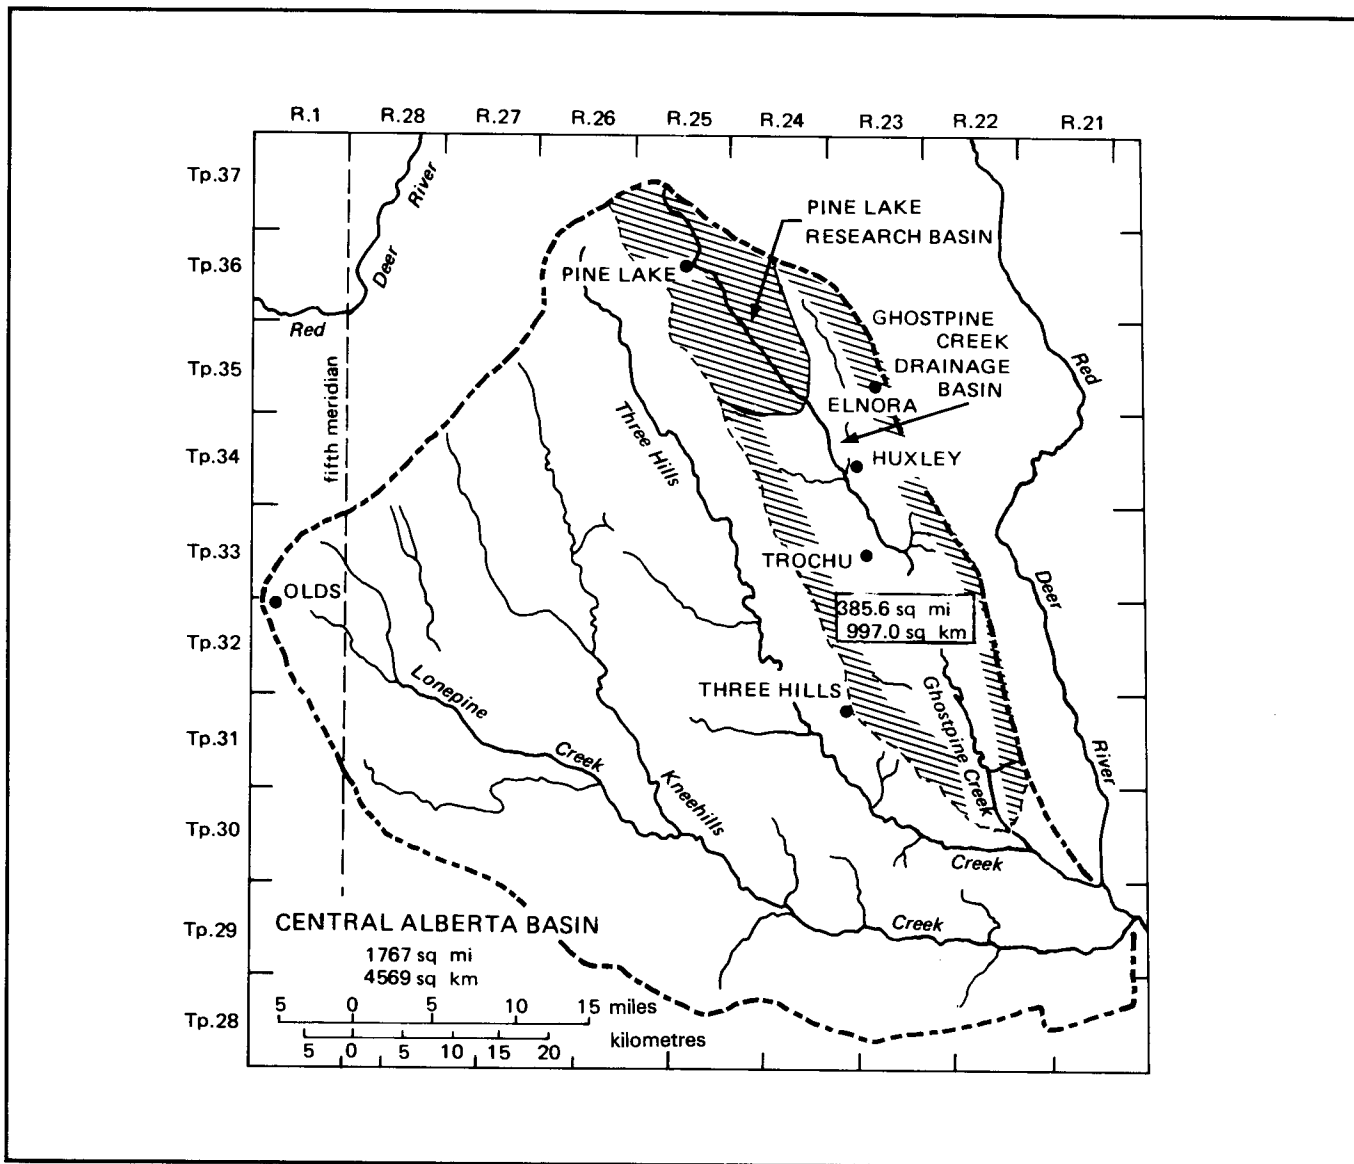 R.1 R.28 R.27 R.26 R.25 R.24 R.23 R.22 R.21
Tp.37
Tp.36
Tp.35
Tp.34
Tp.33
Tp.32
Tp.31
Tp.30
Tp.29
Tp.28
Red
Deer
River
fifth meridian
PINE LAKE
RESEARCH BASIN
PINE LAKE
GHOSTPINE
CREEK
DRAINAGE
BASIN
ELNORA
HUXLEY
TROCHU
385.6 sq mi
997.0 sq km
THREE HILLS
OLDS
Three Hills
Creek
Ghostpine Creek
Lonepine
Creek
Kneehills
Creek
Red
Deer
River
CENTRAL ALBERTA BASIN
1767 sq mi
4569 sq km
5 0 5 10 15 miles
kilometres
5 0 5 10 15 20